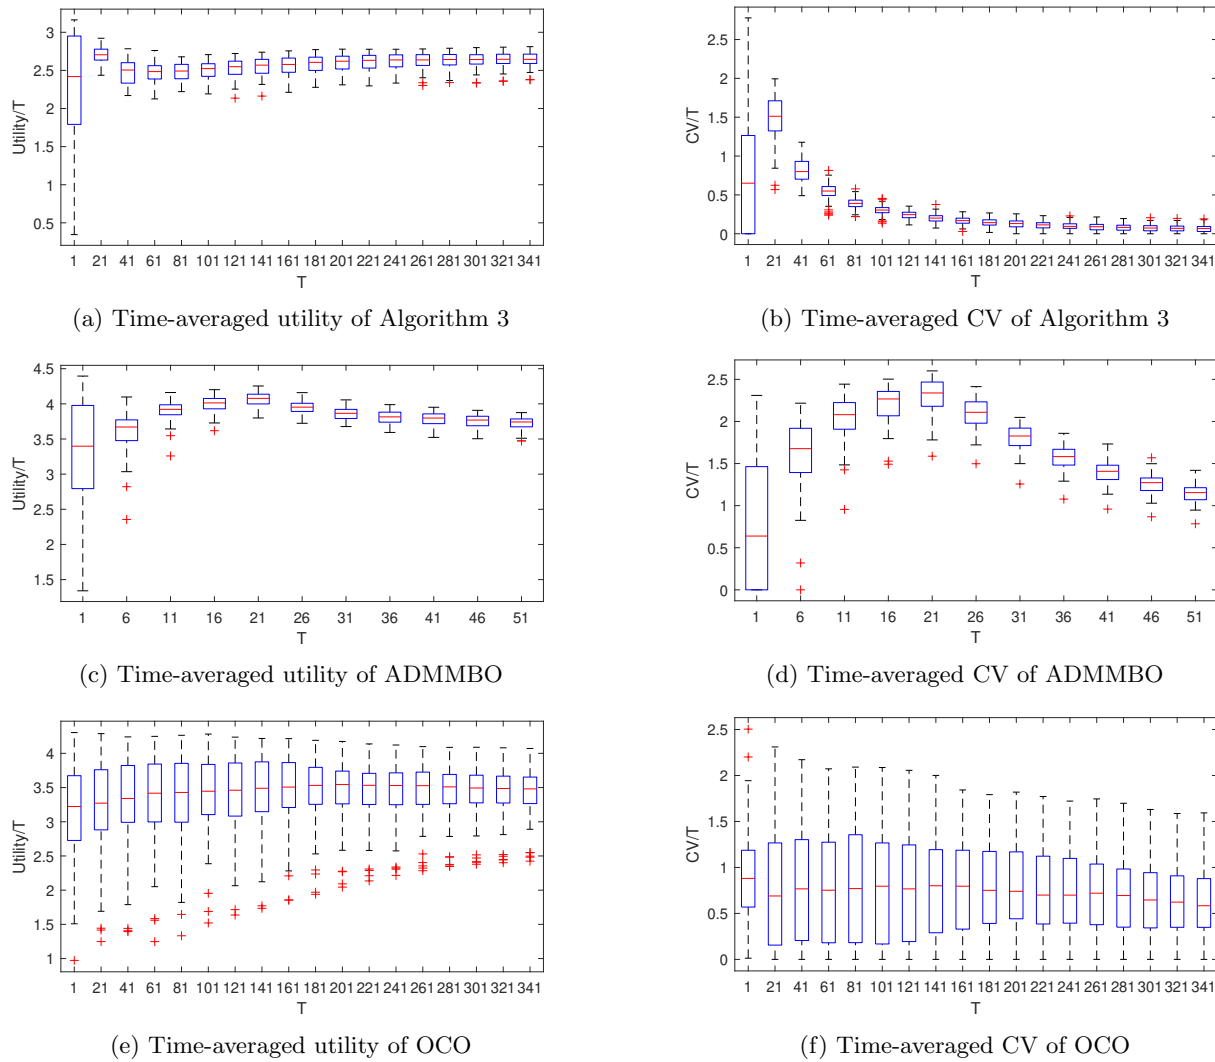 3
2.5
2
1.5
1
0.5
Utility/T
1 21 41 61 81 101 121 141 161 181 201 221 241 261 281 301 321 341
T
(a) Time-averaged utility of Algorithm 3
2.5
2
1.5
1
0.5
0
CV/T
1 21 41 61 81 101 121 141 161 181 201 221 241 261 281 301 321 341
T
(b) Time-averaged CV of Algorithm 3
4.5
4
3.5
3
2.5
2
1.5
Utility/T
1 6 11 16 21 26 31 36 41 46 51
T
(c) Time-averaged utility of ADMMBO
2.5
2
1.5
1
0.5
0
CV/T
1 6 11 16 21 26 31 36 41 46 51
T
(d) Time-averaged CV of ADMMBO
4
3.5
3
2.5
2
1.5
1
Utility/T
1 21 41 61 81 101 121 141 161 181 201 221 241 261 281 301 321 341
T
(e) Time-averaged utility of OCO
2.5
2
1.5
1
0.5
0
CV/T
1 21 41 61 81 101 121 141 161 181 201 221 241 261 281 301 321 341
T
(f) Time-averaged CV of OCO